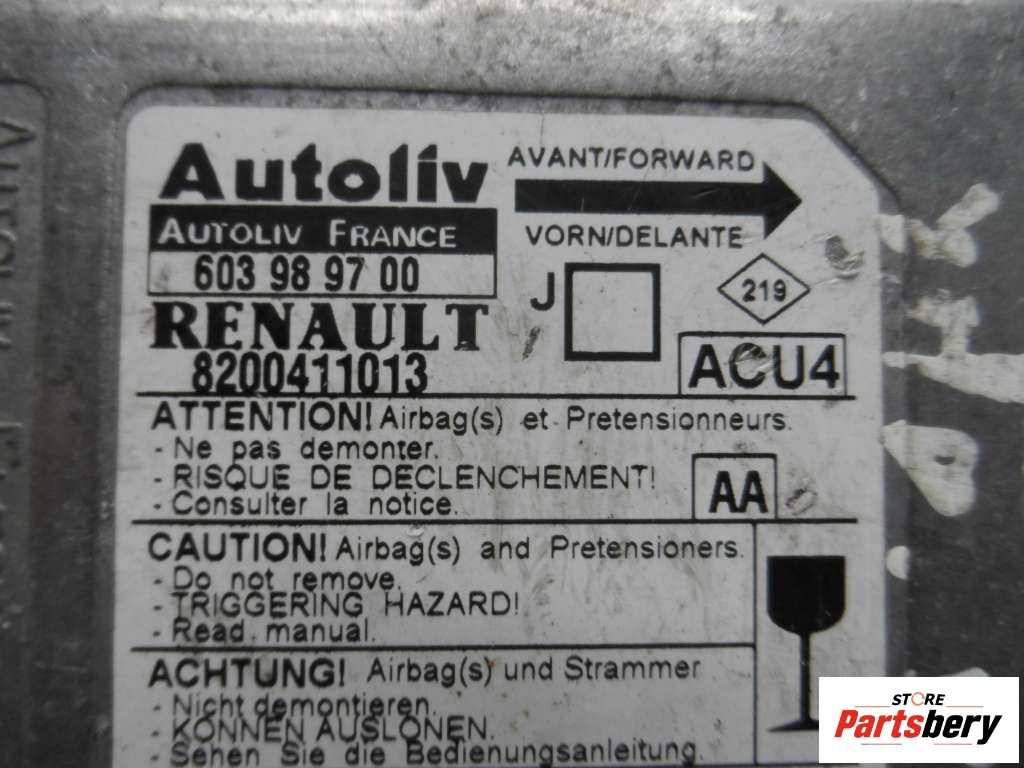 Autoliv
AVANT/FORWARD
AUTOLIV FRANCE
VORN/DELANTE
603 98 97 00
J
219
RENAULT
8200411013
ACU4
ATTENTION! Airbag(s) et Pretensionneurs.
- Ne pas demonter.
- RISQUE DE DECLENCHEMENT!
- Consulter la notice.
AA
CAUTION! Airbag(s) and Pretensioners.
- Do not remove.
- TRIGGERING HAZARD!
- Read manual.
ACHTUNG! Airbag(s) und Strammer
- Nicht demontieren.
- KONNEN AUSLONEN.
- Sehen Sie die Bedienungsanleitung.
STORE
Partsbery